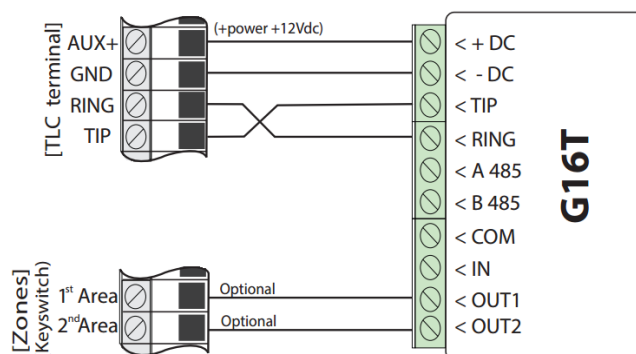 [TLC terminal]
AUX+
GND
RING
TIP
(+power +12Vdc)
< + DC
< - DC
< TIP
< RING
< A 485
< B 485
< COM
< IN
< OUT1
< OUT2
G16T
[Zones]
Keyswitch)
1st Area
2nd Area
Optional
Optional